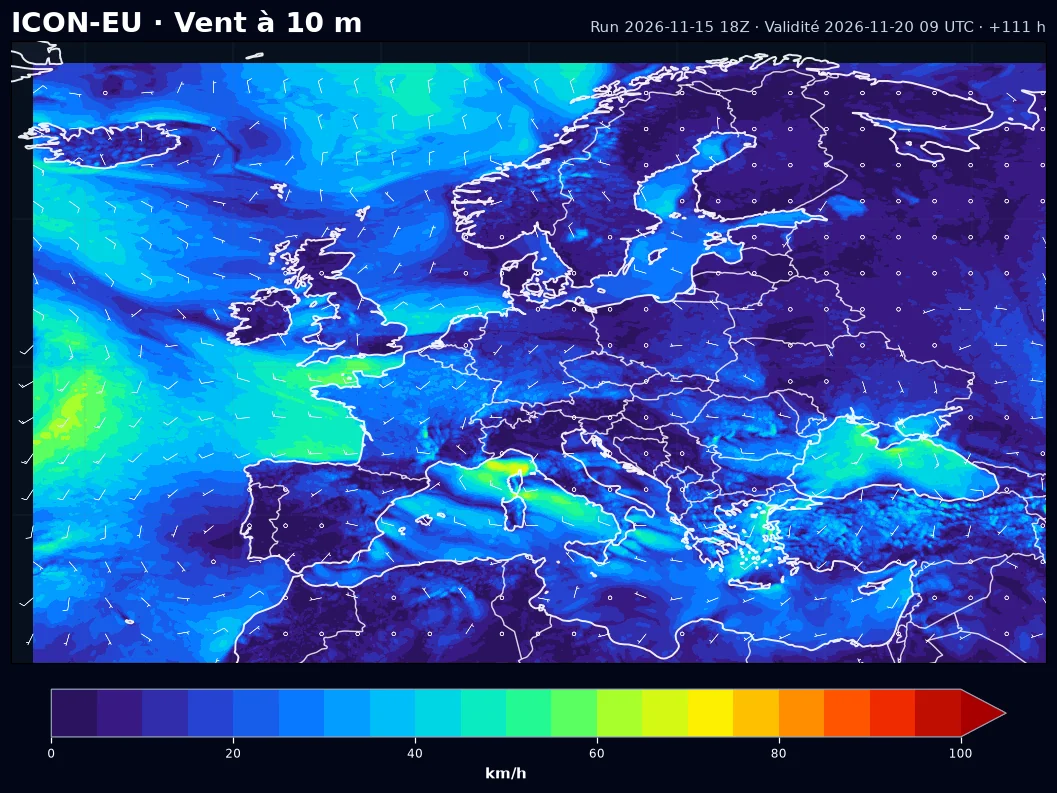 ICON-EU · Vent à 10 m
Run 2026-11-15 18Z · Validité 2026-11-20 09 UTC · +111 h
0 20 40 60 80 100
km/h